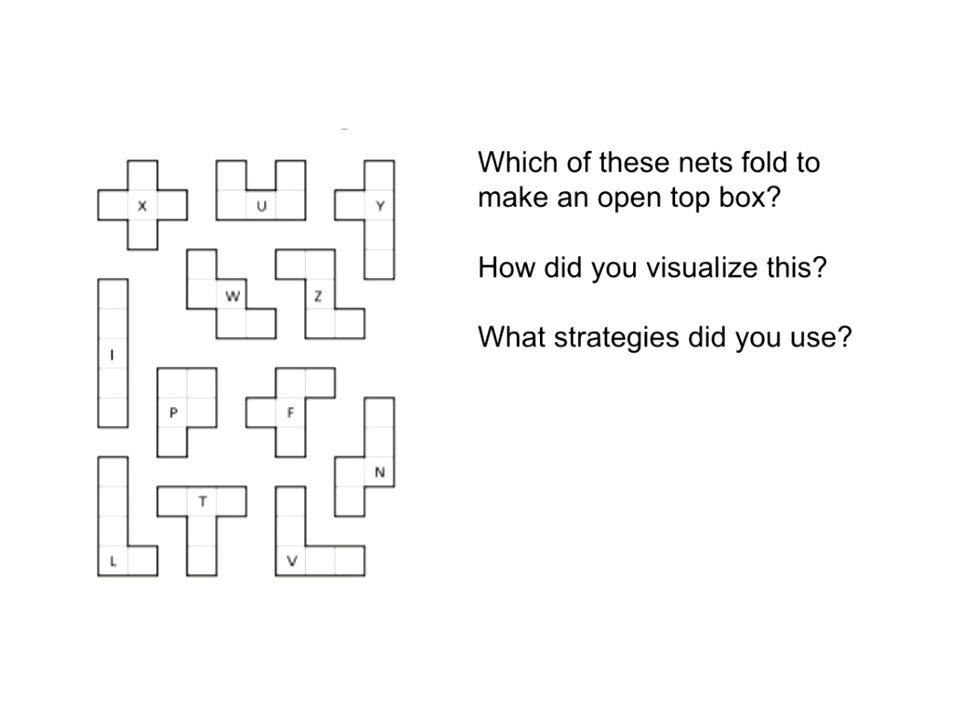 X
U
Y
W
Z
I
P
F
N
T
L
V
Which of these nets fold to
make an open top box?
How did you visualize this?
What strategies did you use?